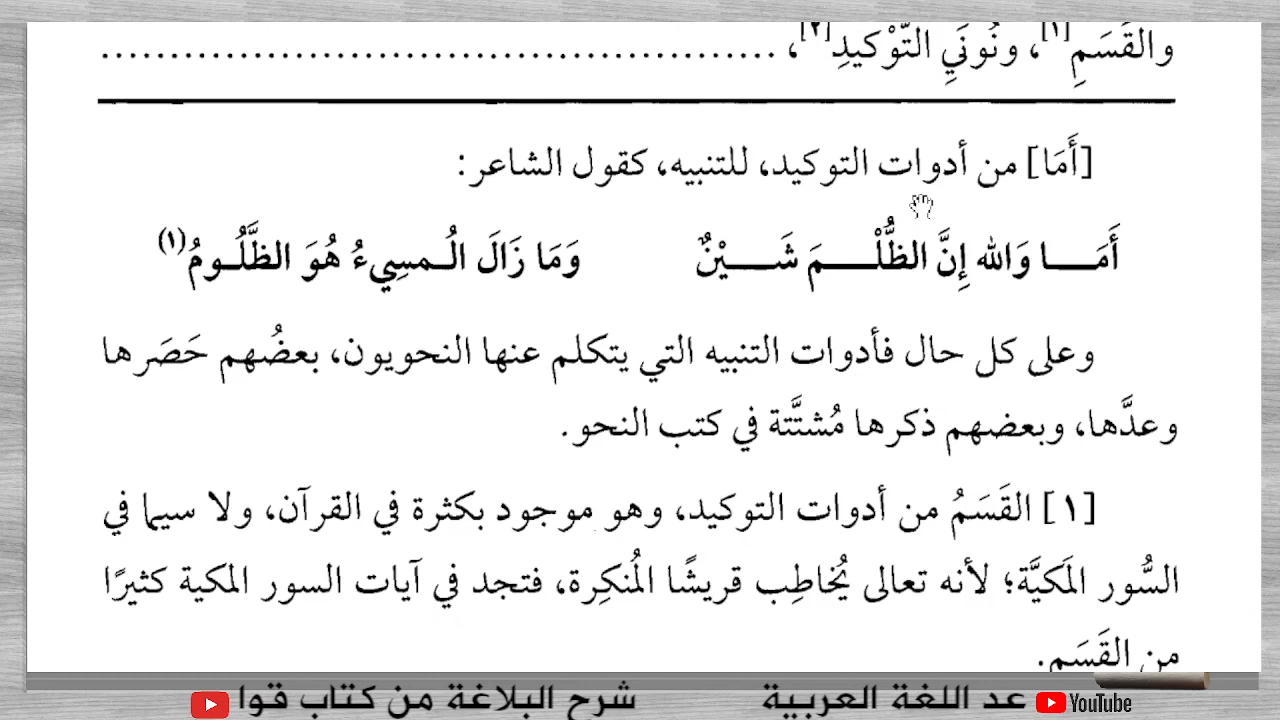 والقَسَمِ[١]، ونُونَيِ التَّوْكيدِ[٢]، ..................................................
[أَمَا] من أدوات التوكيد، للتنبيه، كقول الشاعر:
أَمَـــا وَالله إِنَّ الظُّلْـــمَ شَـــيْنٌ وَمَا زَالَ الُـمسِيءُ هُوَ الظَّلُـومُ(١)
وعلى كل حال فأدوات التنبيه التي يتكلم عنها النحويون، بعضُهم حَصَرها
وعدَّها، وبعضهم ذكرها مُشتَّتة في كتب النحو.
[١] القَسَمُ من أدوات التوكيد، وهو موجود بكثرة في القرآن، ولا سيما في
السُّور المَكيَّة؛ لأنه تعالى يُخاطِب قريشًا المُنكِرة، فتجد في آيات السور المكية كثيرًا
من القَسَم.
شرح البلاغة من كتاب قوا
عد اللغة العربية
YouTube